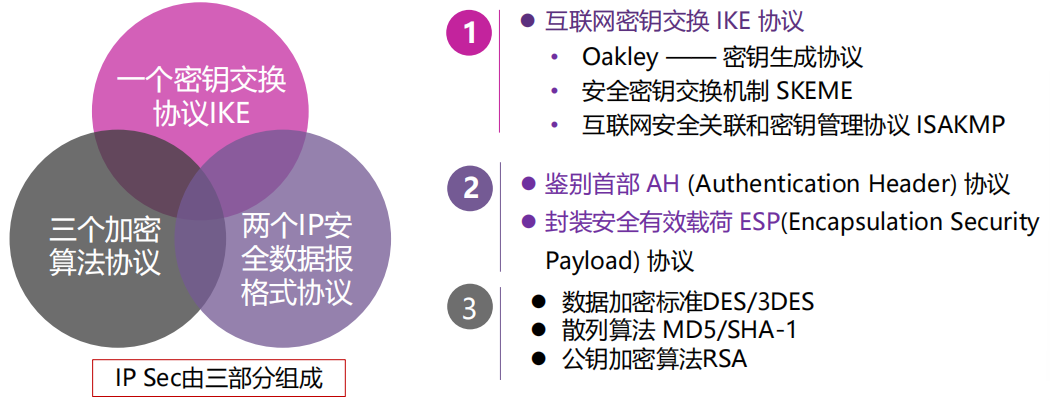 一个密钥交换
协议IKE
三个加密
算法协议
两个IP安
全数据报
格式协议
IP Sec由三部分组成
1
● 互联网密钥交换 IKE 协议
• Oakley —— 密钥生成协议
• 安全密钥交换机制 SKEME
• 互联网安全关联和密钥管理协议 ISAKMP
2
● 鉴别首部 AH (Authentication Header) 协议
● 封装安全有效载荷 ESP(Encapsulation Security
Payload) 协议
3
● 数据加密标准DES/3DES
● 散列算法 MD5/SHA-1
● 公钥加密算法RSA